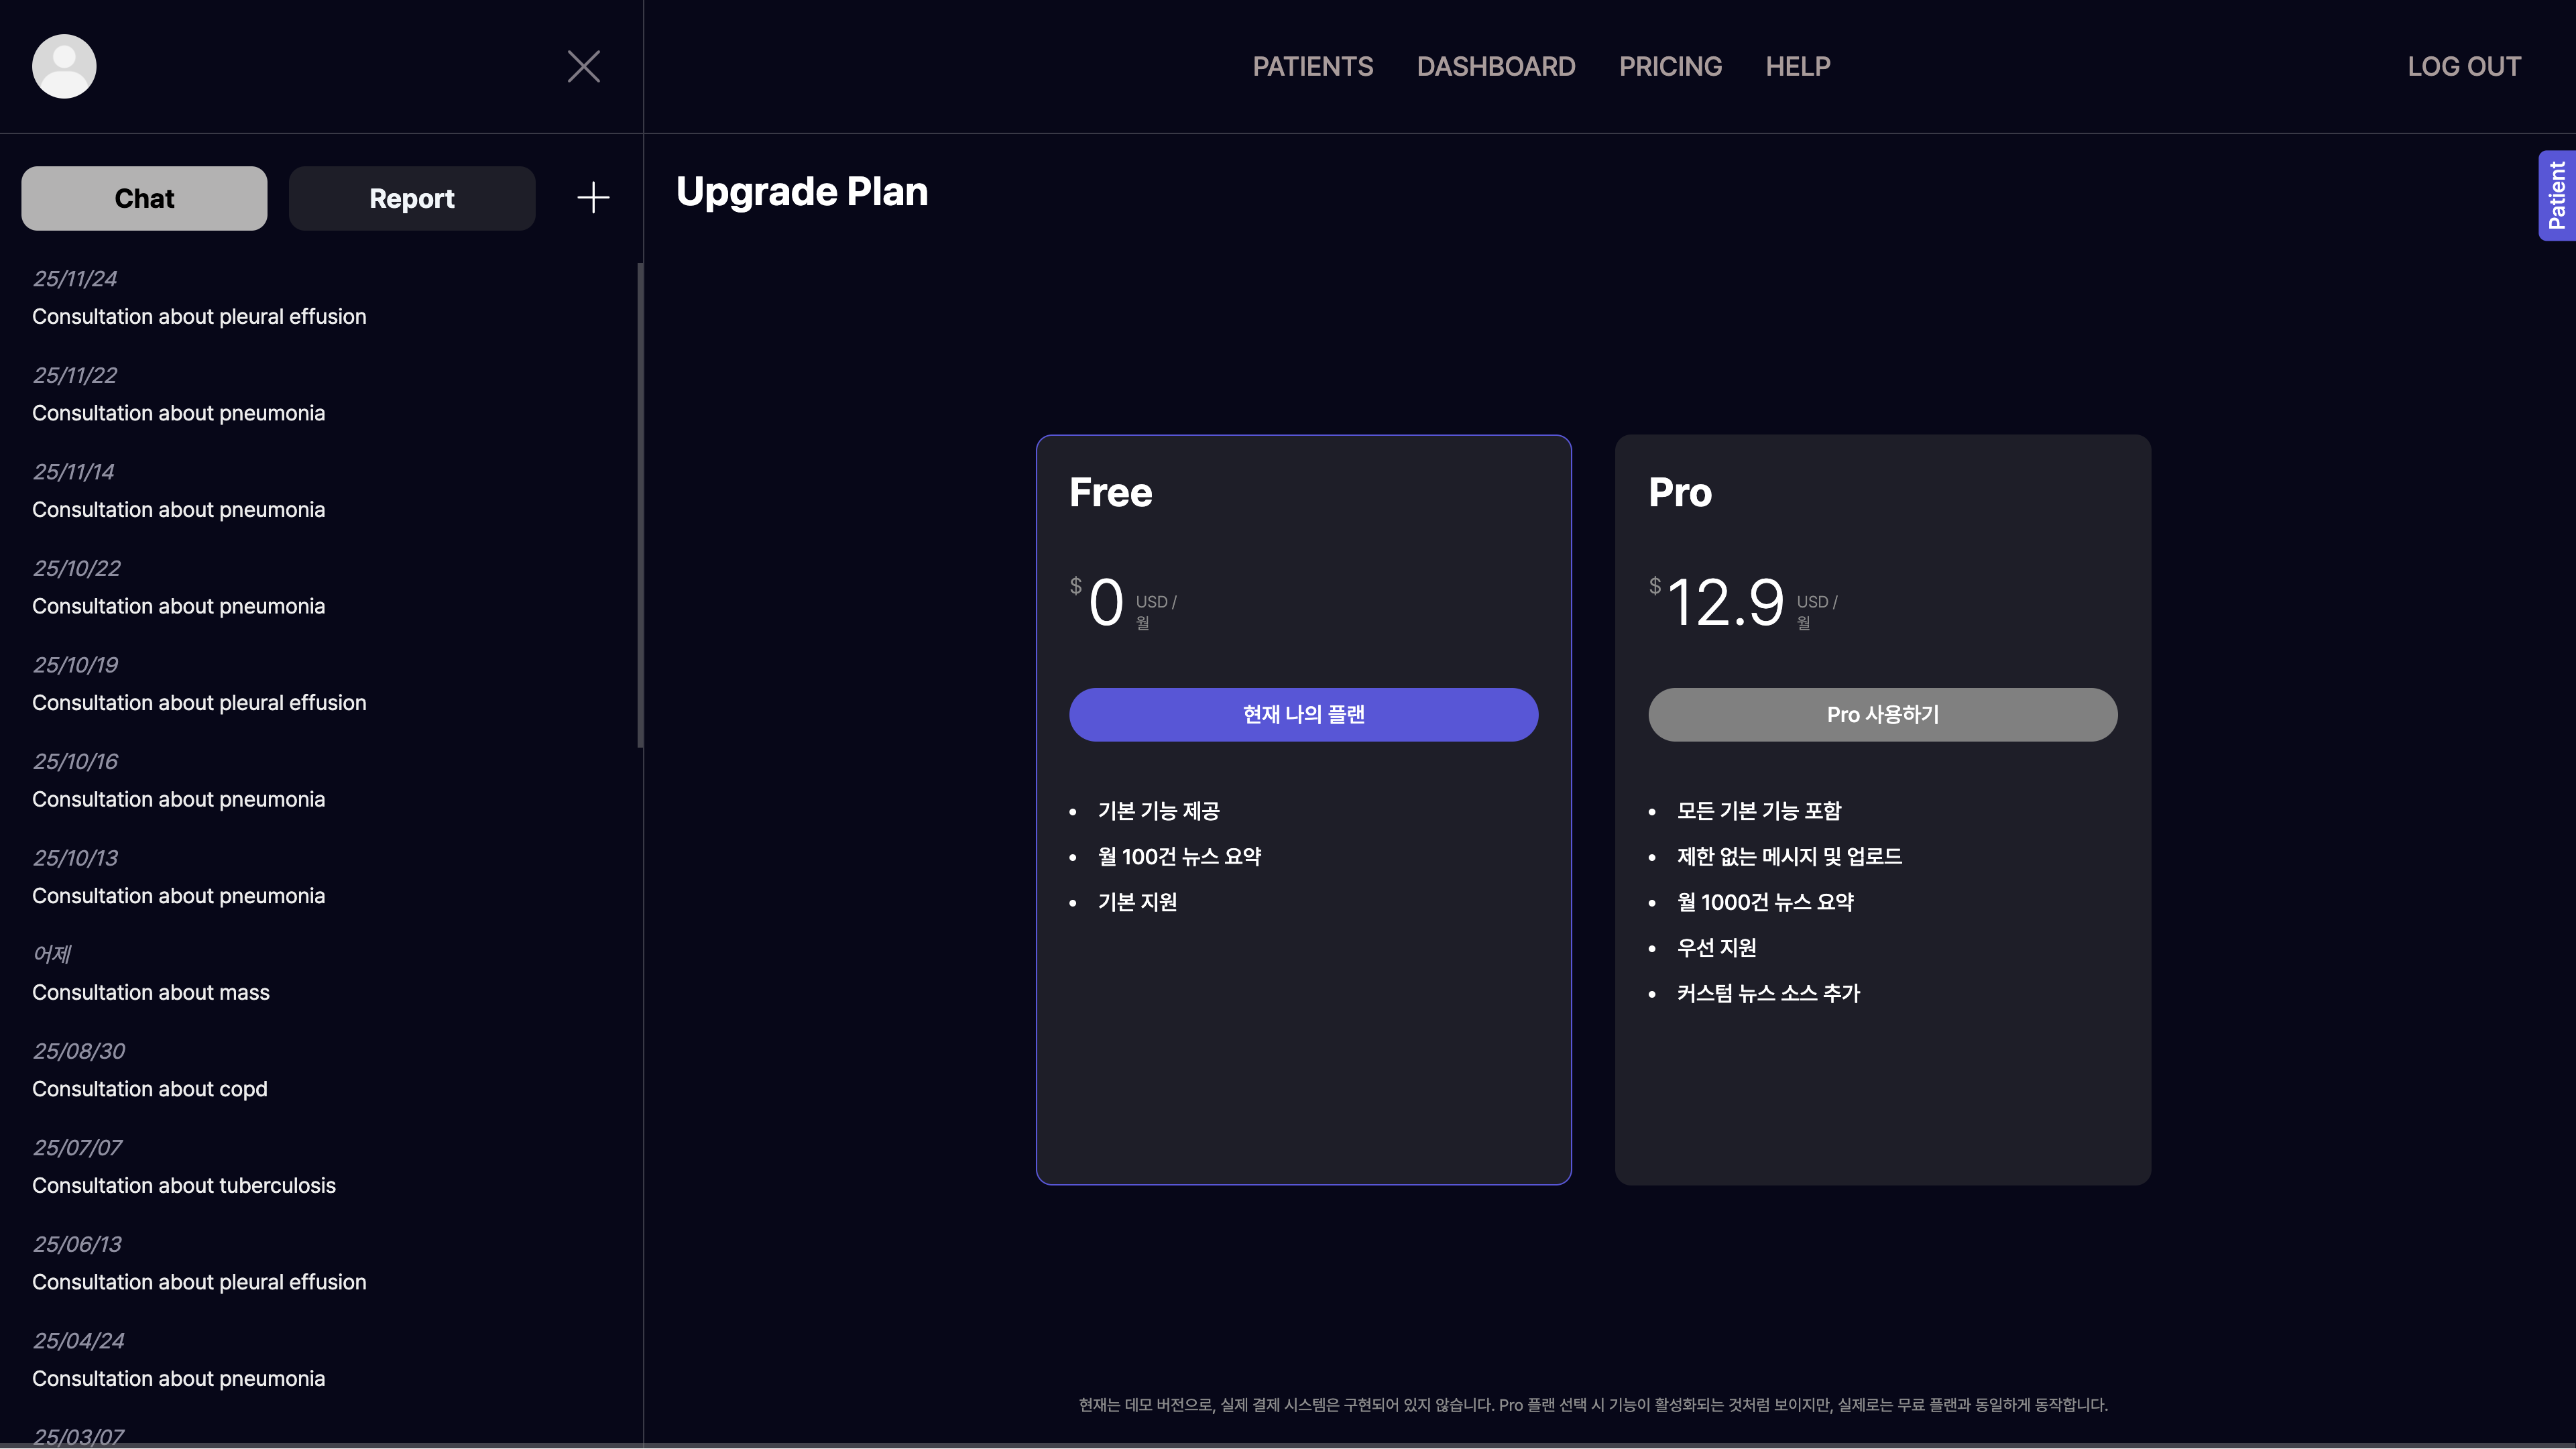 PATIENTS DASHBOARD PRICING HELP
LOG OUT
Chat
Report
25/11/24
Consultation about pleural effusion
25/11/22
Consultation about pneumonia
25/11/14
Consultation about pneumonia
25/10/22
Consultation about pneumonia
25/10/19
Consultation about pleural effusion
25/10/16
Consultation about pneumonia
25/10/13
Consultation about pneumonia
어제
Consultation about mass
25/08/30
Consultation about copd
25/07/07
Consultation about tuberculosis
25/06/13
Consultation about pleural effusion
25/04/24
Consultation about pneumonia
25/03/07
Upgrade Plan
Patient
Free
$ 0 USD /
월
현재 나의 플랜
• 기본 기능 제공
• 월 100건 뉴스 요약
• 기본 지원
Pro
$ 12.9 USD /
월
Pro 사용하기
• 모든 기본 기능 포함
• 제한 없는 메시지 및 업로드
• 월 1000건 뉴스 요약
• 우선 지원
• 커스텀 뉴스 소스 추가
현재는 데모 버전으로, 실제 결제 시스템은 구현되어 있지 않습니다. Pro 플랜 선택 시 기능이 활성화되는 것처럼 보이지만, 실제로는 무료 플랜과 동일하게 동작합니다.